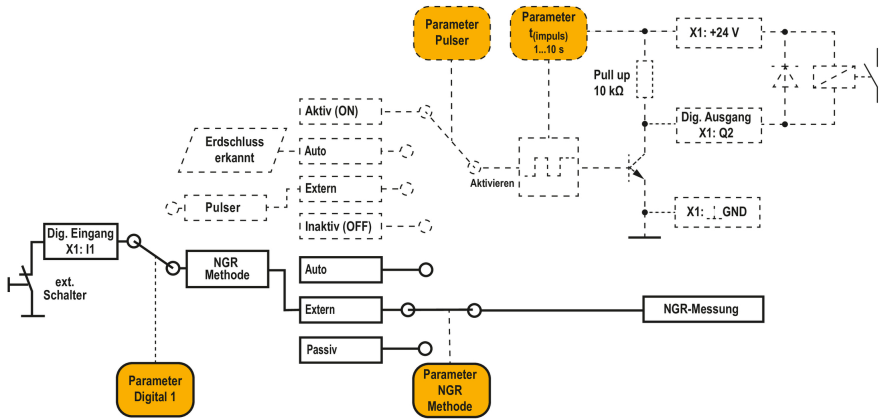 Parameter
Pulser
Parameter
t(impuls)
1...10 s
X1: +24 V
Pull up
10 kΩ
Aktiv (ON)
Dig. Ausgang
X1: Q2
Erdschluss
erkannt
Auto
Aktivieren
Extern
Pulser
Inaktiv (OFF)
X1: GND
Dig. Eingang
X1: I1
NGR
Methode
Auto
ext.
Schalter
Extern
NGR-Messung
Passiv
Parameter
Digital 1
Parameter
NGR
Methode